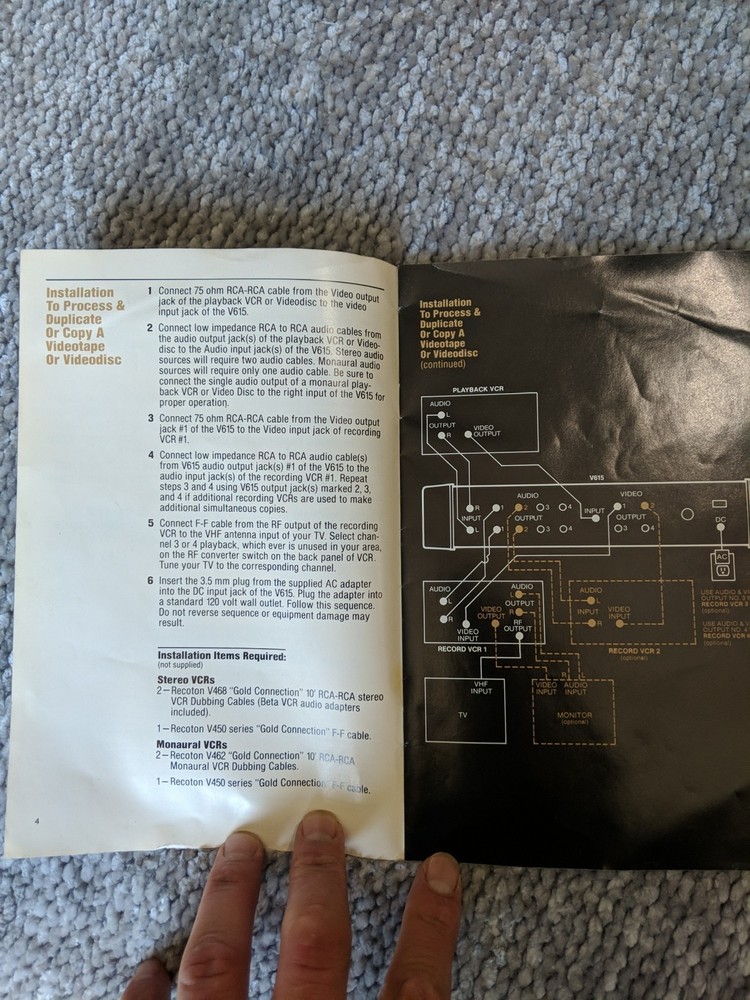 Installation
To Process &
Duplicate
Or Copy A
Videotape
Or Videodisc
1 Connect 75 ohm RCA-RCA cable from the Video output
jack of the playback VCR or Videodisc to the video
input jack of the V615.
2 Connect low impedance RCA to RCA audio cables from
the audio output jack(s) of the playback VCR or Video-
disc to the Audio input jack(s) of the V615. Stereo audio
sources will require two audio cables. Monaural audio
sources will require only one audio cable. Be sure to
connect the single audio output of a monaural play-
back VCR or Video Disc to the right input of the V615 for
proper operation.
3 Connect 75 ohm RCA-RCA cable from the Video output
jack #1 of the V615 to the Video input jack of recording
VCR #1.
4 Connect low impedance RCA to RCA audio cable(s)
from V615 audio output jack(s) #1 of the V615 to the
audio input jack(s) of the recording VCR #1. Repeat
steps 3 and 4 using V615 output jack(s) marked 2, 3,
and 4 if additional recording VCRs are used to make
additional simultaneous copies.
5 Connect F-F cable from the RF output of the recording
VCR to the VHF antenna input of your TV. Select chan-
nel 3 or 4 playback, which ever is unused in your area,
on the RF converter switch on the back panel of VCR.
Tune your TV to the corresponding channel.
6 Insert the 3.5 mm plug from the supplied AC adapter
into the DC input jack of the V615. Plug the adapter into
a standard 120 volt wall outlet. Follow this sequence.
Do not reverse sequence or equipment damage may
result.
Installation Items Required:
(not supplied)
Stereo VCRs
2—Recoton V468 "Gold Connection" 10' RCA-RCA stereo
VCR Dubbing Cables (Beta VCR audio adapters
included).
1—Recoton V450 series "Gold Connection" F-F cable.
Monaural VCRs
2—Recoton V462 "Gold Connection" 10' RCA-RCA
Monaural VCR Dubbing Cables.
1—Recoton V450 series "Gold Connection" F-F cable.
4
Installation
To Process &
Duplicate
Or Copy A
Videotape
Or Videodisc
(continued)
PLAYBACK VCR
AUDIO
L
OUTPUT
R
VIDEO
OUTPUT
V615
AUDIO
VIDEO
R 1 2 3 4
INPUT OUTPUT
L 1 2 3 4
INPUT
1 2
OUTPUT
3 4
DC
AC
AUDIO
L
R
VIDEO
INPUT
VIDEO
OUTPUT
AUDIO
L
OUTPUT
R
RF
OUTPUT
RECORD VCR 1
AUDIO
L
INPUT
R
VIDEO
INPUT
RECORD VCR 2
(optional)
USE AUDIO & V
OUTPUT NO. 3
RECORD VCR 3
(optional).
USE AUDIO & V
OUTPUT NO. 4
RECORD VCR 4
(optional).
VHF
INPUT
TV
VIDEO
INPUT
R L
AUDIO
INPUT
MONITOR
(optional)